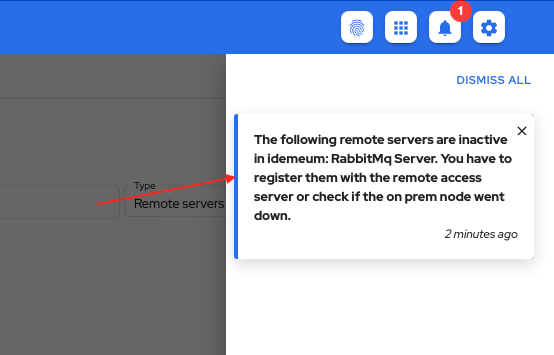 1
DISMISS ALL
The following remote servers are inactive
in idemeum: RabbitMq Server. You have to
register them with the remote access
server or check if the on prem node went
down.
2 minutes ago
Type
Remote servers